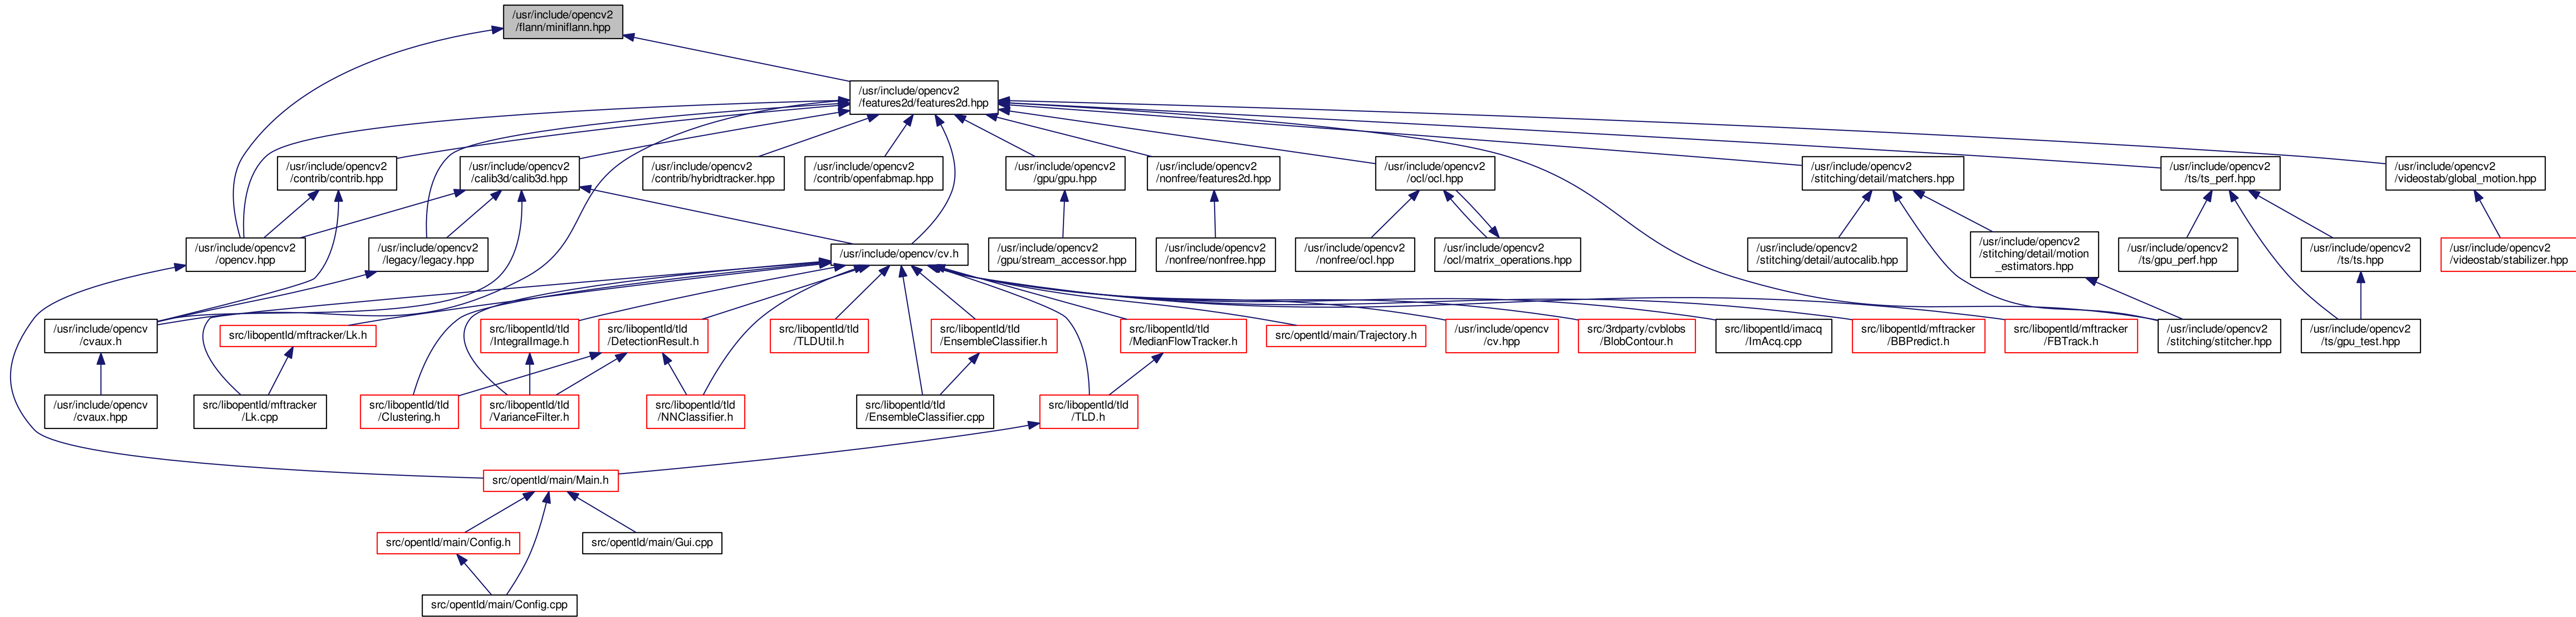 /usr/include/opencv2
/flann/miniflann.hpp
/usr/include/opencv2
/features2d/features2d.hpp
/usr/include/opencv2
/contrib/contrib.hpp
/usr/include/opencv2
/calib3d/calib3d.hpp
/usr/include/opencv2
/contrib/hybridtracker.hpp
/usr/include/opencv2
/contrib/openfabmap.hpp
/usr/include/opencv2
/gpu/gpu.hpp
/usr/include/opencv2
/nonfree/features2d.hpp
/usr/include/opencv2
/ocl/ocl.hpp
/usr/include/opencv2
/stitching/detail/matchers.hpp
/usr/include/opencv2
/ts/ts_perf.hpp
/usr/include/opencv2
/videostab/global_motion.hpp
/usr/include/opencv2
/opencv.hpp
/usr/include/opencv2
/legacy/legacy.hpp
/usr/include/opencv/cv.h
/usr/include/opencv2
/gpu/stream_accessor.hpp
/usr/include/opencv2
/nonfree/nonfree.hpp
/usr/include/opencv2
/nonfree/ocl.hpp
/usr/include/opencv2
/ocl/matrix_operations.hpp
/usr/include/opencv2
/stitching/detail/autocalib.hpp
/usr/include/opencv2
/stitching/detail/motion
_estimators.hpp
/usr/include/opencv2
/ts/gpu_perf.hpp
/usr/include/opencv2
/ts/ts.hpp
/usr/include/opencv2
/videostab/stabilizer.hpp
/usr/include/opencv
/cvaux.h
src/libopentld/mftracker/Lk.h
src/libopentld/tld
/IntegralImage.h
src/libopentld/tld
/DetectionResult.h
src/libopentld/tld
/TLDUtil.h
src/libopentld/tld
/EnsembleClassifier.h
src/libopentld/tld
/MedianFlowTracker.h
src/opentld/main/Trajectory.h
/usr/include/opencv
/cv.hpp
src/3rdparty/cvblobs
/BlobContour.h
src/libopentld/imacq
/ImAcq.cpp
src/libopentld/mftracker
/BBPredict.h
src/libopentld/mftracker
/FBTrack.h
/usr/include/opencv2
/stitching/stitcher.hpp
/usr/include/opencv2
/ts/gpu_test.hpp
/usr/include/opencv
/cvaux.hpp
src/libopentld/mftracker
/Lk.cpp
src/libopentld/tld
/Clustering.h
src/libopentld/tld
/VarianceFilter.h
src/libopentld/tld
/NNClassifier.h
src/libopentld/tld
/EnsembleClassifier.cpp
src/libopentld/tld
/TLD.h
src/opentld/main/Main.h
src/opentld/main/Config.h
src/opentld/main/Gui.cpp
src/opentld/main/Config.cpp